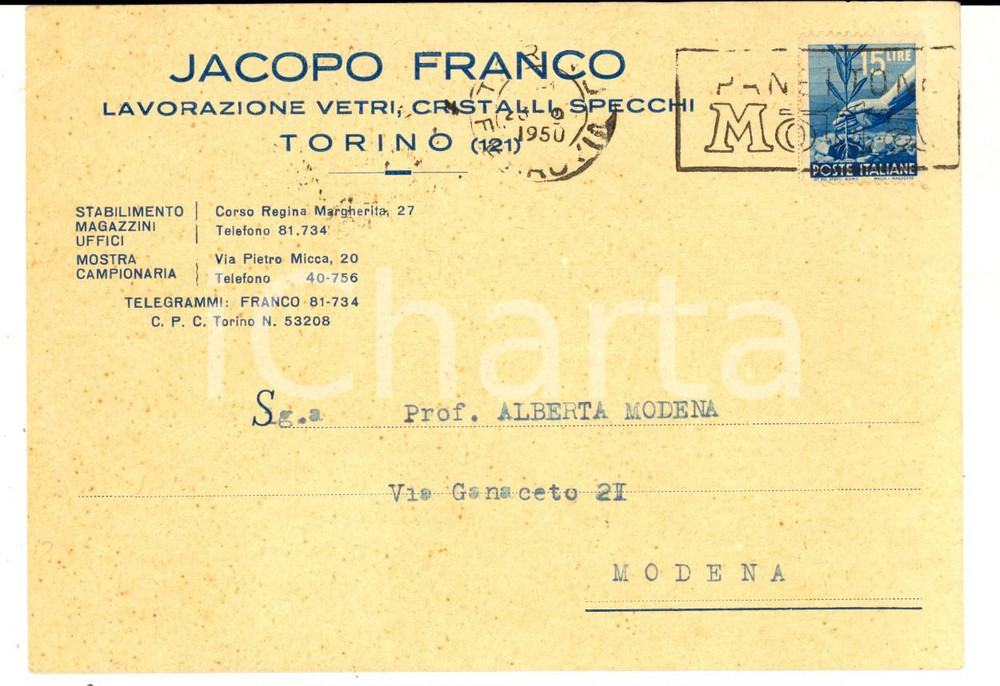 JACOPO FRANCO
LAVORAZIONE VETRI, CRISTALLI, SPECCHI
TORINO (121)
1950
15 LIRE
POSTE ITALIANE
STABILIMENTO
MAGAZZINI
UFFICI
Corso Regina Margherita, 27
Telefono 81.734
MOSTRA
CAMPIONARIA
Via Pietro Micca, 20
Telefono 40-756
TELEGRAMMI: FRANCO 81-734
C. P. C. Torino N. 53208
iCharta
Sg.a Prof. ALBERTA MODENA
Via Ganaceto 2I
MODENA